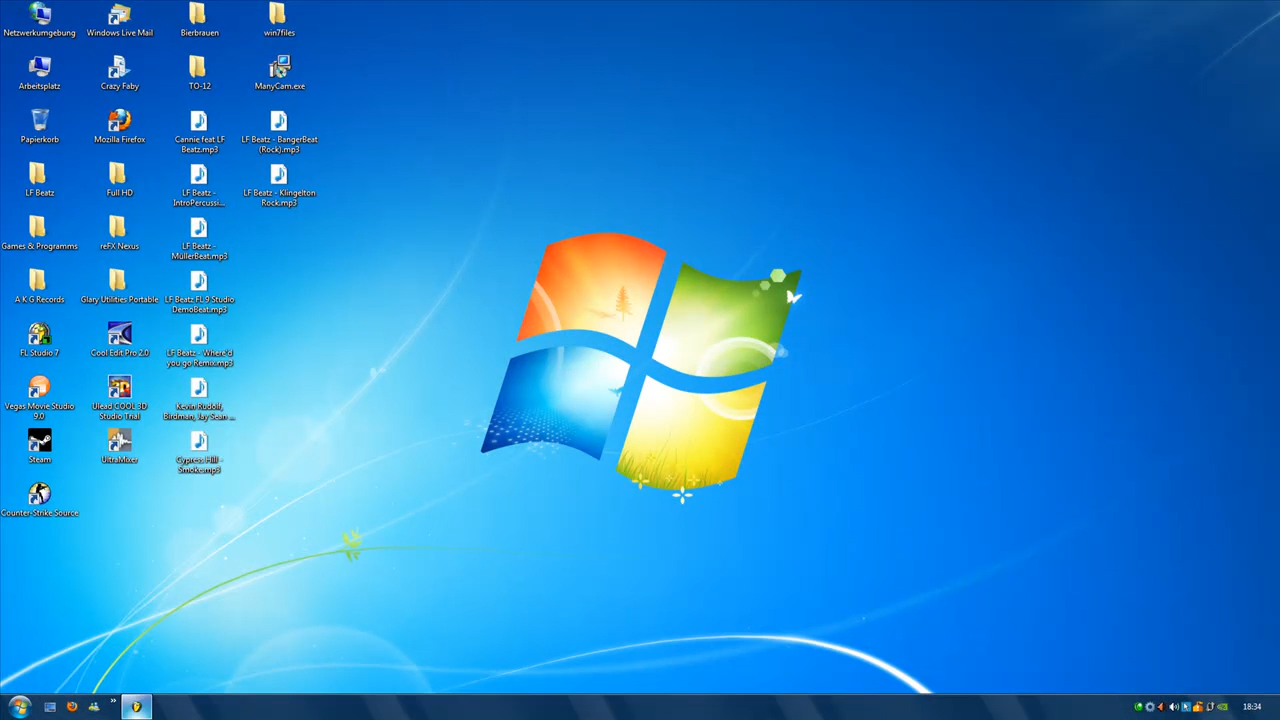 Netzwerkumgebung
Windows Live Mail
Bierbrauen
win7files
Arbeitsplatz
Crazy Faby
TO-12
ManyCam.exe
Papierkorb
Mozilla Firefox
Cannie feat LF
Beatz.mp3
LF Beatz - BangerBeat
(Rock).mp3
LF Beatz
Full HD
LF Beatz -
IntroPercussi...
LF Beatz - Klingelton
Rock.mp3
Games & Programms
reFX Nexus
LF Beatz -
MüllerBeat.mp3
A K G Records
Glary Utilities Portable
LF Beatz FL 9 Studio
DemoBeat.mp3
FL Studio 7
Cool Edit Pro 2.0
LF Beatz - Where'd
you go Remix.mp3
Vegas Movie Studio
9.0
Ulead COOL 3D
Studio Trial
Kevin Rudolf,
Birdman, Jay Sean ...
Steam
UltraMixer
Cypress Hill -
Smoke.mp3
Counter-Strike Source
18:34